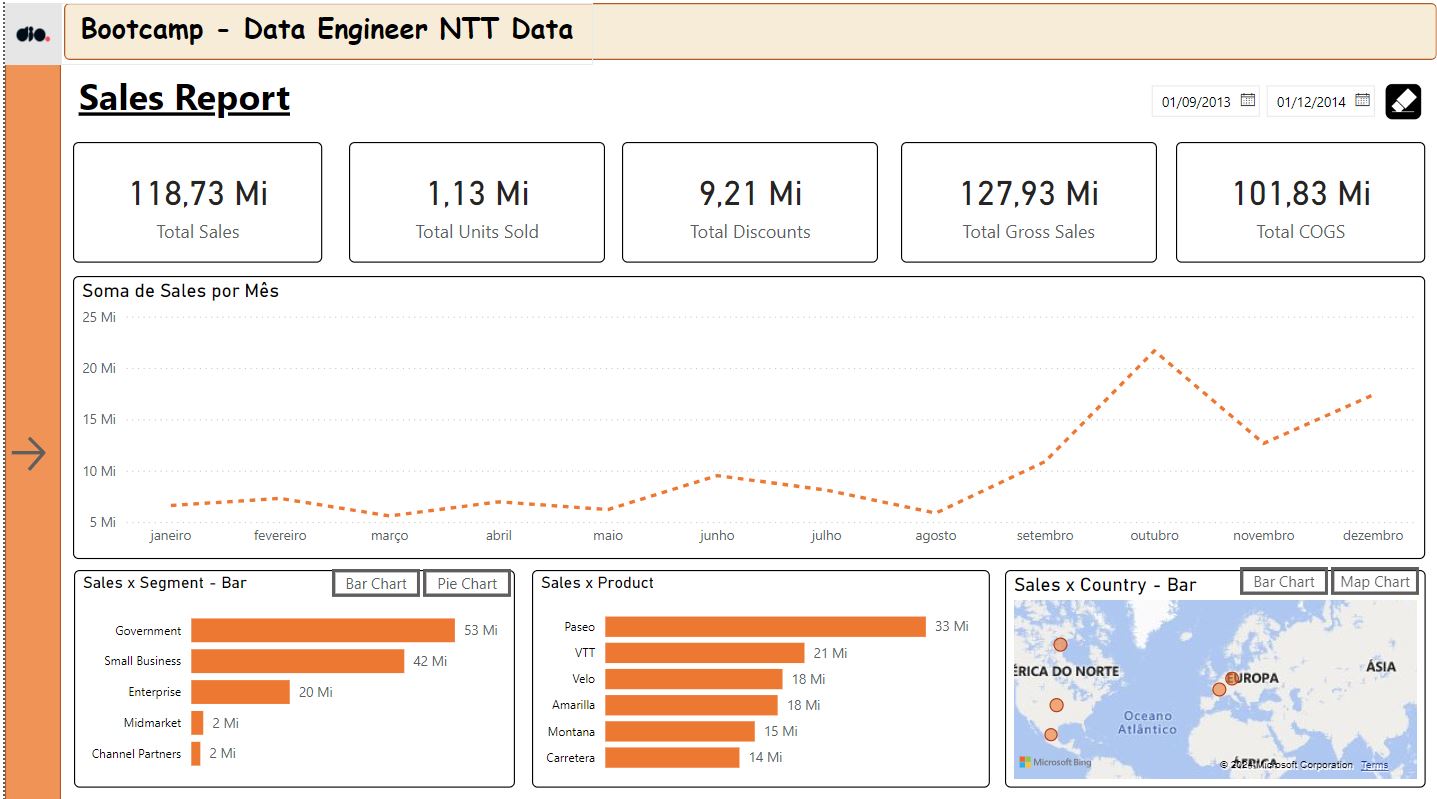 dio.
Bootcamp - Data Engineer NTT Data
Sales Report
01/09/2013
01/12/2014
118,73 Mi
Total Sales
1,13 Mi
Total Units Sold
9,21 Mi
Total Discounts
127,93 Mi
Total Gross Sales
101,83 Mi
Total COGS
Soma de Sales por Mês
25 Mi
20 Mi
15 Mi
10 Mi
5 Mi
janeiro fevereiro março abril maio junho julho agosto setembro outubro novembro dezembro
Sales x Segment - Bar
Bar Chart
Pie Chart
Government 53 Mi
Small Business 42 Mi
Enterprise 20 Mi
Midmarket 2 Mi
Channel Partners 2 Mi
Sales x Product
Paseo 33 Mi
VTT 21 Mi
Velo 18 Mi
Amarilla 18 Mi
Montana 15 Mi
Carretera 14 Mi
Sales x Country - Bar
Bar Chart
Map Chart
ÉRICA DO NORTE
EUROPA
ÁSIA
Oceano
Atlântico
ÁFRICA
Microsoft Bing
Microsoft Corporation
Terms